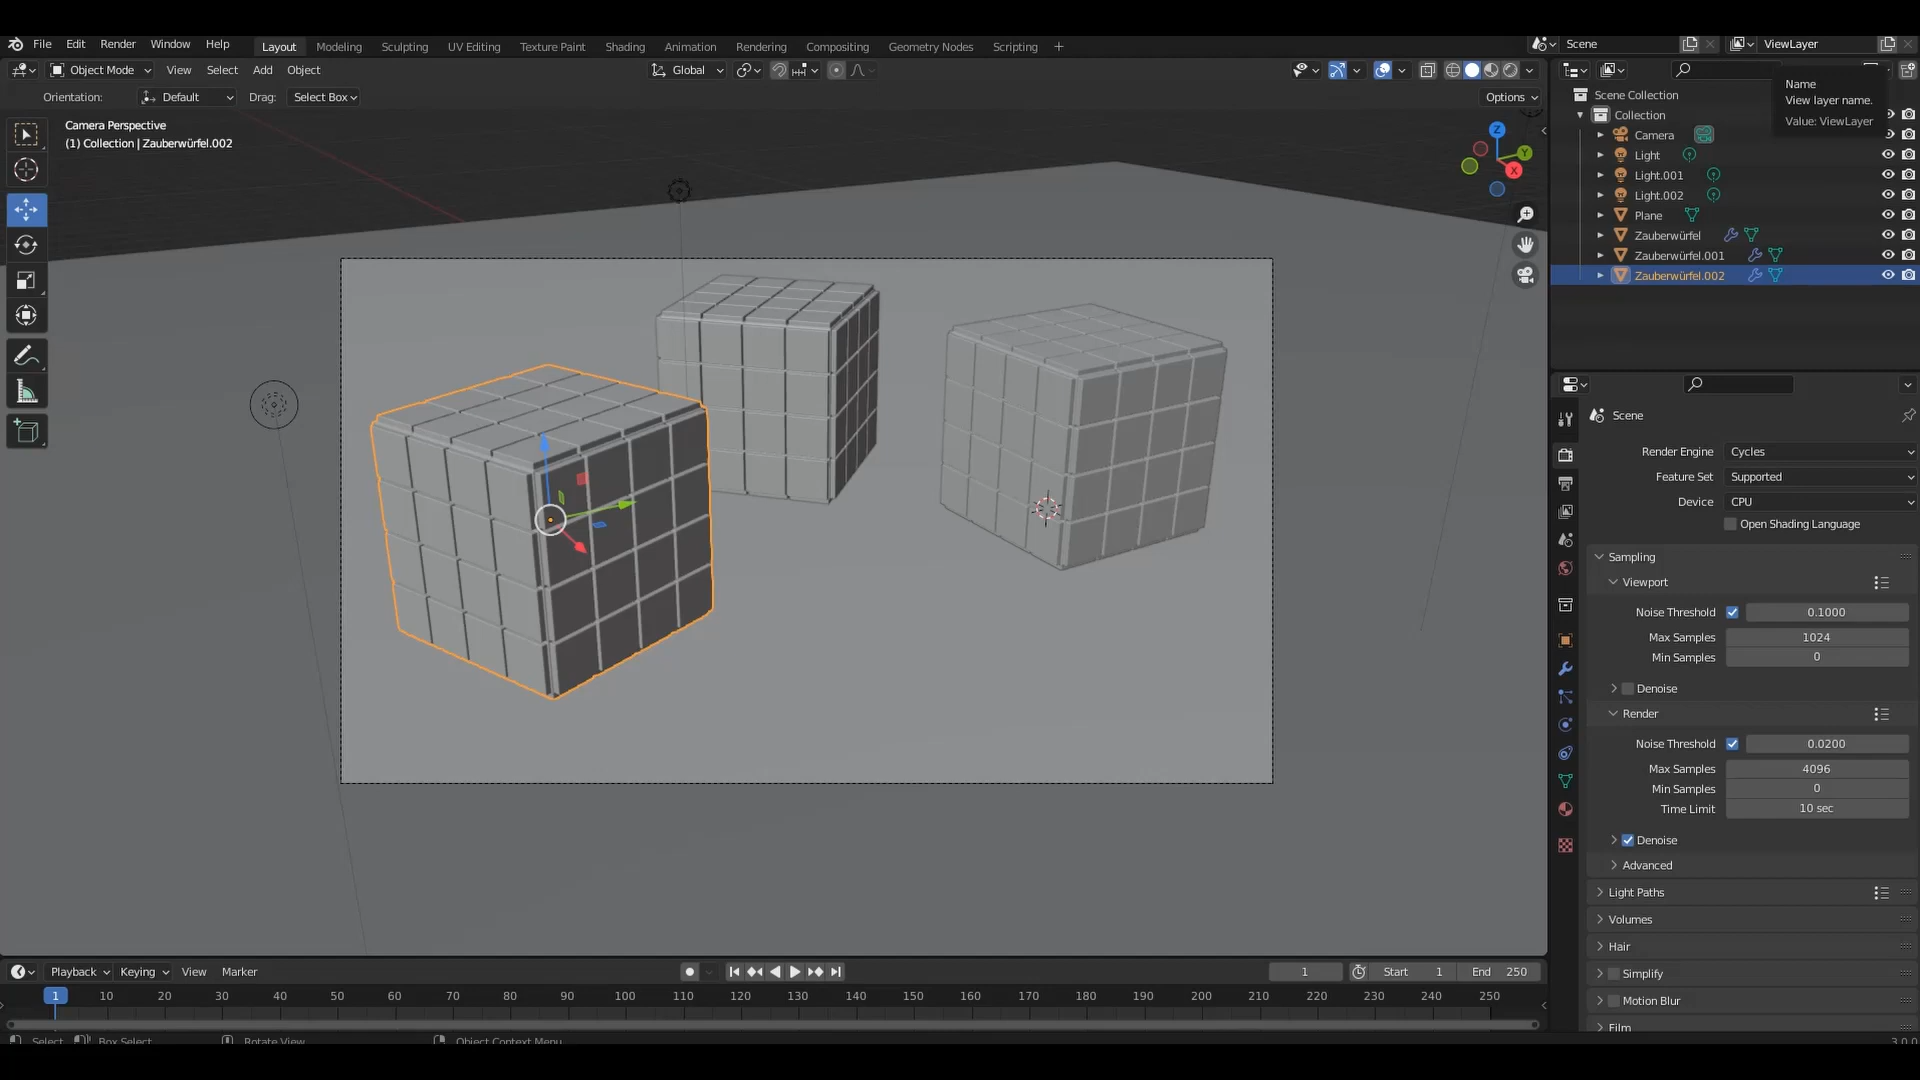 File Edit Render Window Help Layout Modeling Sculpting UV Editing Texture Paint Shading Animation Rendering Compositing Geometry Nodes Scripting + Scene ViewLayer
Object Mode View Select Add Object Global
Orientation: Default Drag: Select Box Options
Camera Perspective
(1) Collection | Zauberwürfel.002
Z
Y
X
Name
View layer name.
Value: ViewLayer
Scene Collection
Collection
Camera
Light
Light.001
Light.002
Plane
Zauberwürfel
Zauberwürfel.001
Zauberwürfel.002
Scene
Render Engine Cycles
Feature Set Supported
Device CPU
Open Shading Language
Sampling
Viewport
Noise Threshold 0.1000
Max Samples 1024
Min Samples 0
Denoise
Render
Noise Threshold 0.0200
Max Samples 4096
Min Samples 0
Time Limit 10 sec
Denoise
Advanced
Light Paths
Volumes
Hair
Simplify
Motion Blur
Film
Playback Keying View Marker 1 Start 1 End 250
1 10 20 30 40 50 60 70 80 90 100 110 120 130 140 150 160 170 180 190 200 210 220 230 240 250
Select Box Select Rotate View Object Context Menu 3.0.0